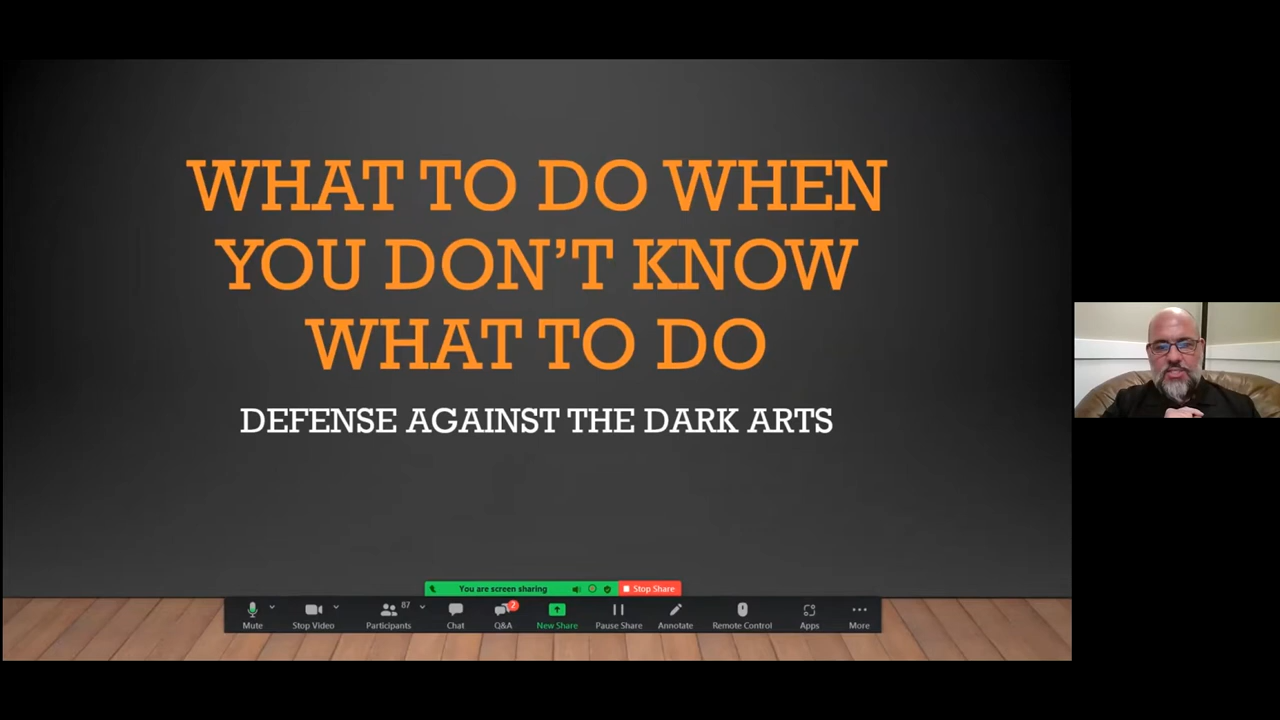 WHAT TO DO WHEN
YOU DON'T KNOW
WHAT TO DO
DEFENSE AGAINST THE DARK ARTS
You are screen sharing
Stop Share
87
2
Mute
Stop Video
Participants
Chat
Q&A
New Share
Pause Share
Annotate
Remote Control
Apps
More